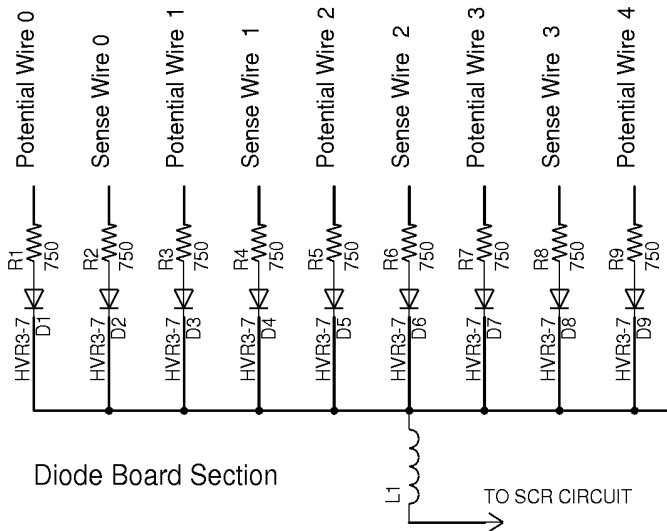 Potential Wire 0
Sense Wire 0
Potential Wire 1
Sense Wire 1
Potential Wire 2
Sense Wire 2
Potential Wire 3
Sense Wire 3
Potential Wire 4
R1
750
R2
750
R3
750
R4
750
R5
750
R6
750
R7
750
R8
750
R9
750
HVR3-7
D1
HVR3-7
D2
HVR3-7
D3
HVR3-7
D4
HVR3-7
D5
HVR3-7
D6
HVR3-7
D7
HVR3-7
D8
HVR3-7
D9
Diode Board Section
L1
TO SCR CIRCUIT